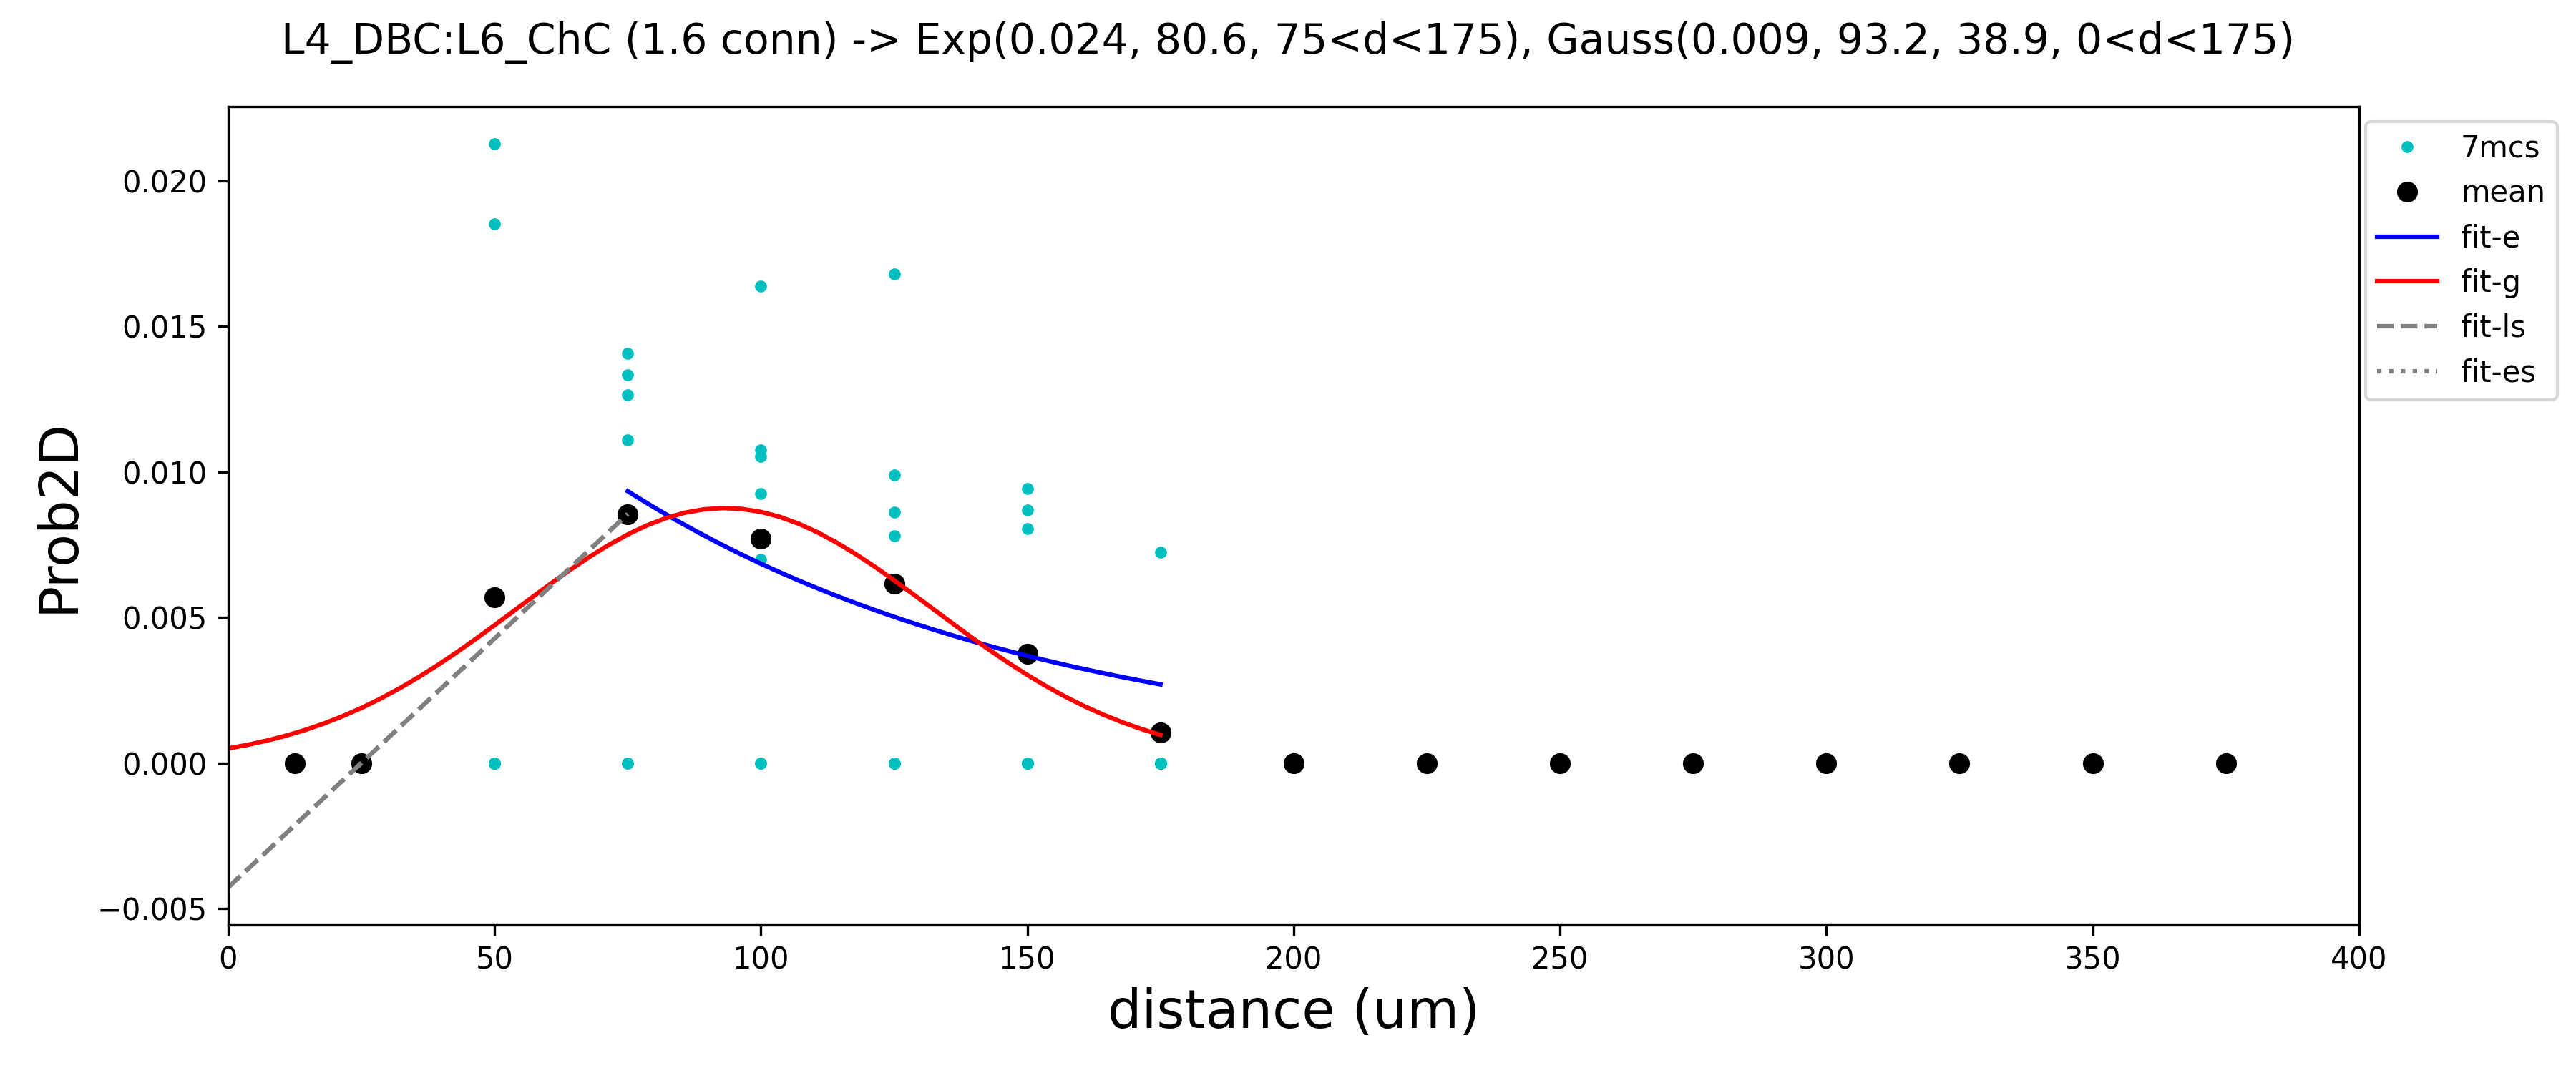 L4_DBC:L6_ChC (1.6 conn) -> Exp(0.024, 80.6, 75<d<175), Gauss(0.009, 93.2, 38.9, 0<d<175)
7mcs
mean
fit-e
fit-g
fit-ls
fit-es
Prob2D
0.020
0.015
0.010
0.005
0.000
−0.005
0
50
100
150
200
250
300
350
400
distance (um)